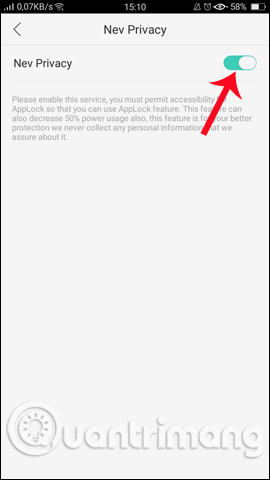 0,07KB/s 15:10 58%
Nev Privacy
Nev Privacy
Please enable this service, you must permit accessibility
AppLock so that you can use AppLock feature. This feature can
also decrease 50% power usage also, this feature is for your better
protection we never collect any personal information that we
assure about it.
Quantrimang